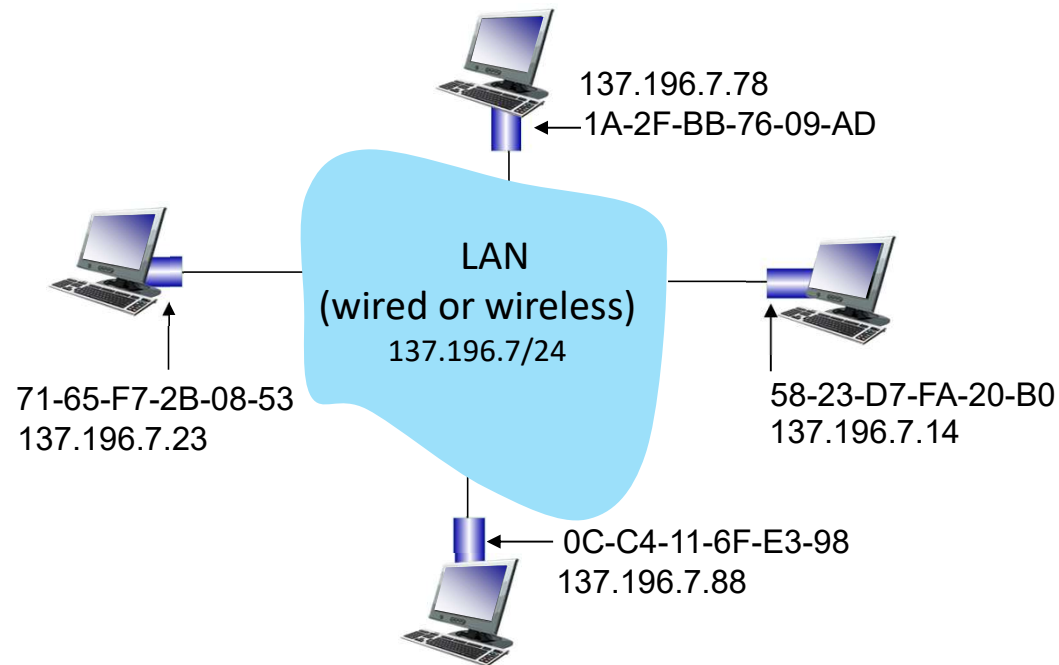 137.196.7.78
1A-2F-BB-76-09-AD
LAN
(wired or wireless)
137.196.7/24
71-65-F7-2B-08-53
137.196.7.23
58-23-D7-FA-20-B0
137.196.7.14
0C-C4-11-6F-E3-98
137.196.7.88